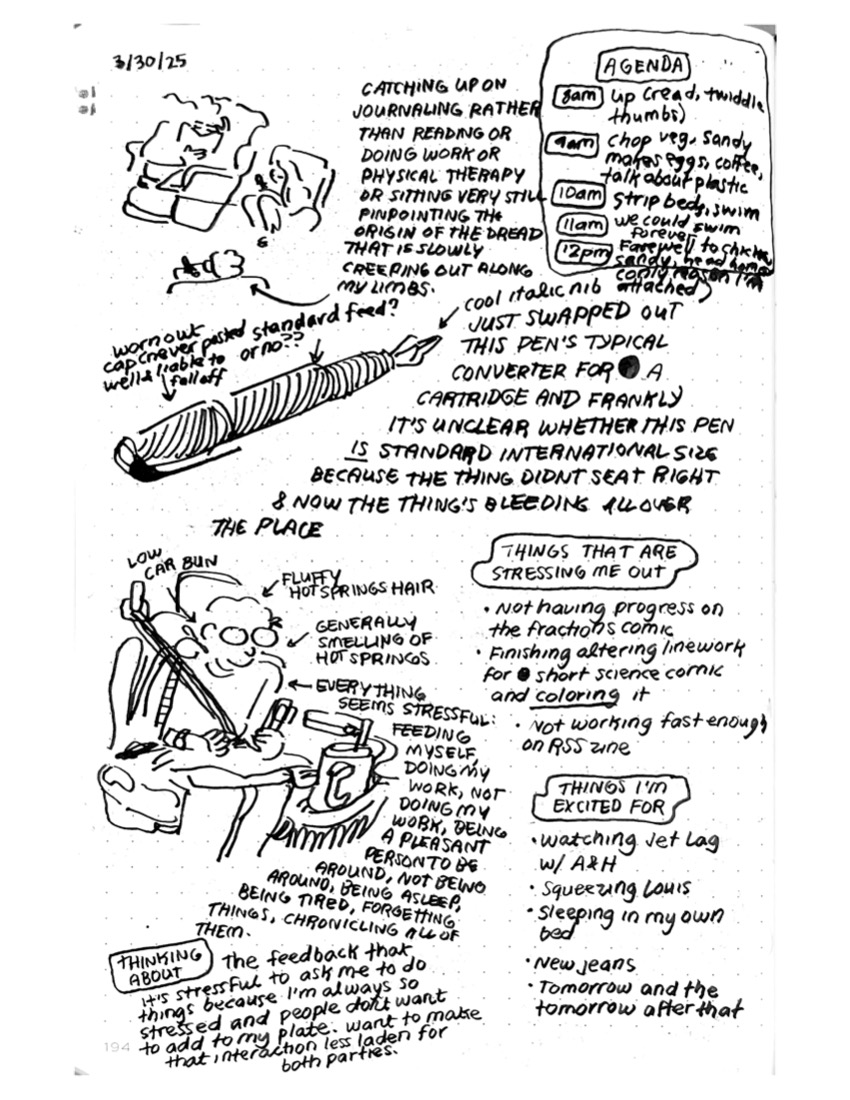 3/30/25
CATCHING UP ON
JOURNALING RATHER
THAN READING OR
DOING WORK OR
PHYSICAL THERAPY
OR SITTING VERY STILL
PINPOINTING THE
ORIGIN OF THE DREAD
THAT IS SLOWLY
CREEPING OUT ALONG
MY LIMBS.
AGENDA
8am up (read, twiddle
thumbs)
9am chop veg, sandy
makes eggs, coffee,
talk about plastic
10am strip beds, swim
11am we could swim
forever
12pm Farewell to chicken
sandy, head home
(only reason I'm
attached)
worn out
cap (never posted
well & liable to
fall off
standard feed?
or no??
cool italic nib
JUST SWAPPED OUT
THIS PEN'S TYPICAL
CONVERTER FOR A
CARTRIDGE AND FRANKLY
IT'S UNCLEAR WHETHER THIS PEN
IS STANDARD INTERNATIONAL SIZE
BECAUSE THE THING DIDNT SEAT RIGHT
& NOW THE THING'S BLEEDING ALL OVER
THE PLACE
LOW
CAR BUN
FLUFFY
HOT SPRINGS HAIR
GENERALLY
SMELLING OF
HOT SPRINGS
EVERYTHING
SEEMS STRESSFUL:
FEEDING
MYSELF,
DOING MY
WORK, NOT
DOING MY
WORK, BEING
A PLEASANT
PERSON TO BE
AROUND, NOT BEING
AROUND, BEING ASLEEP,
BEING TIRED, FORGETTING
THINGS, CHRONICLING ALL OF
THEM.
THINGS THAT ARE
STRESSING ME OUT
• Not having progress on
the fractions comic
• Finishing altering linework
for short science comic
and coloring it
• Not working fast enough
on RSS zine
THINGS I'M
EXCITED FOR
• Watching Jet Lag
w/ A&H
• Squeezing Louis
• Sleeping in my own
bed
• New jeans
• Tomorrow and the
tomorrow after that
THINKING
ABOUT
The feedback that
it's stressful to ask me to do
things because I'm always so
stressed and people don't want
to add to my plate. want to make
that interaction less laden for
both parties.
194